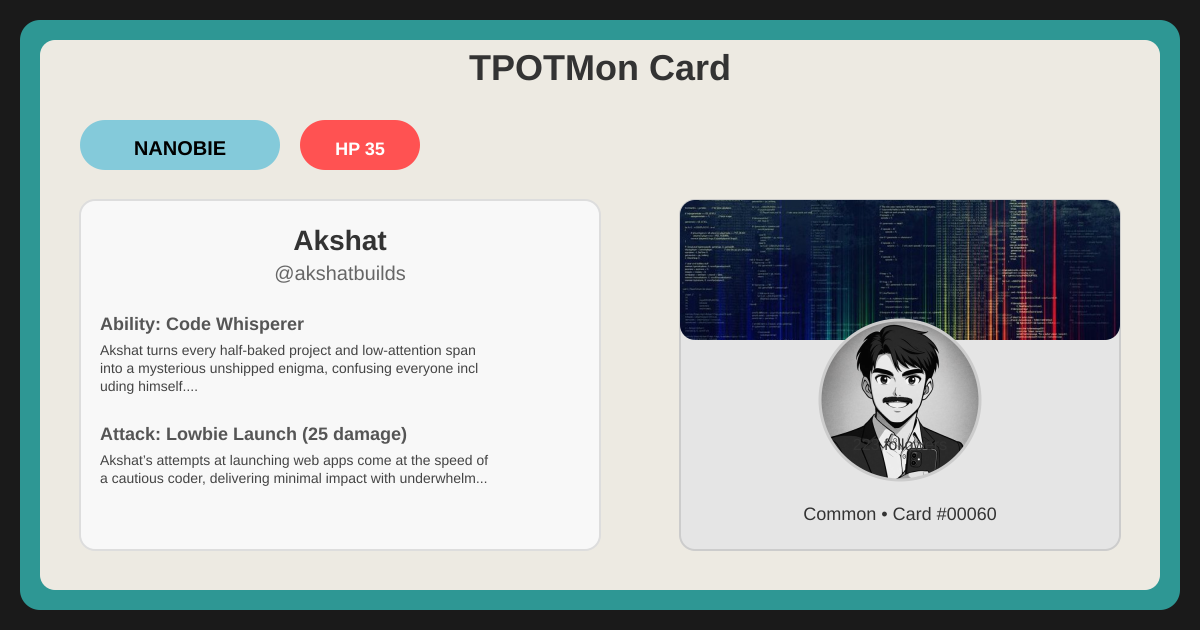 TPOTMon Card
NANOBIE
HP 35
Akshat
@akshatbuilds
Ability: Code Whisperer
Akshat turns every half-baked project and low-attention span
into a mysterious unshipped enigma, confusing everyone incl
uding himself....
Attack: Lowbie Launch (25 damage)
Akshat's attempts at launching web apps come at the speed of
a cautious coder, delivering minimal impact with underwhelm...
follow
Common • Card #00060